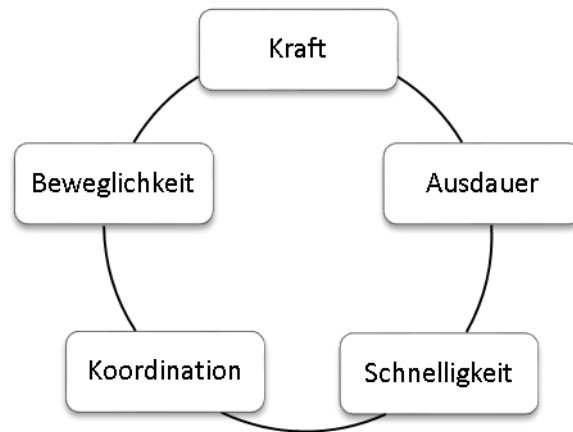 Kraft
Beweglichkeit
Ausdauer
Koordination
Schnelligkeit